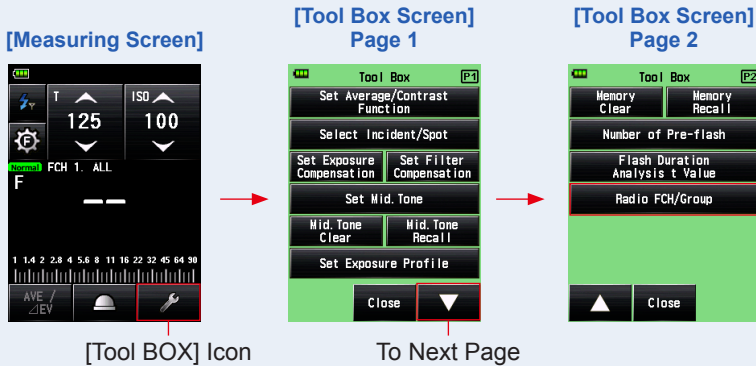 [Measuring Screen]
[Tool Box Screen]
Page 1
[Tool Box Screen]
Page 2
T
125
ISO
100
F
Normal FCH 1. ALL
F
1 1.4 2 2.8 4 5.6 8 11 16 22 32 45 64 90
AVE /
⊿EV
Tool Box P1
Set Average/Contrast
Function
Select Incident/Spot
Set Exposure
Compensation
Set Filter
Compensation
Set Mid. Tone
Mid. Tone
Clear
Mid. Tone
Recall
Set Exposure Profile
Close
Tool Box P2
Memory
Clear
Memory
Recall
Number of Pre-flash
Flash Duration
Analysis t Value
Radio FCH/Group
Close
[Tool BOX] Icon
To Next Page